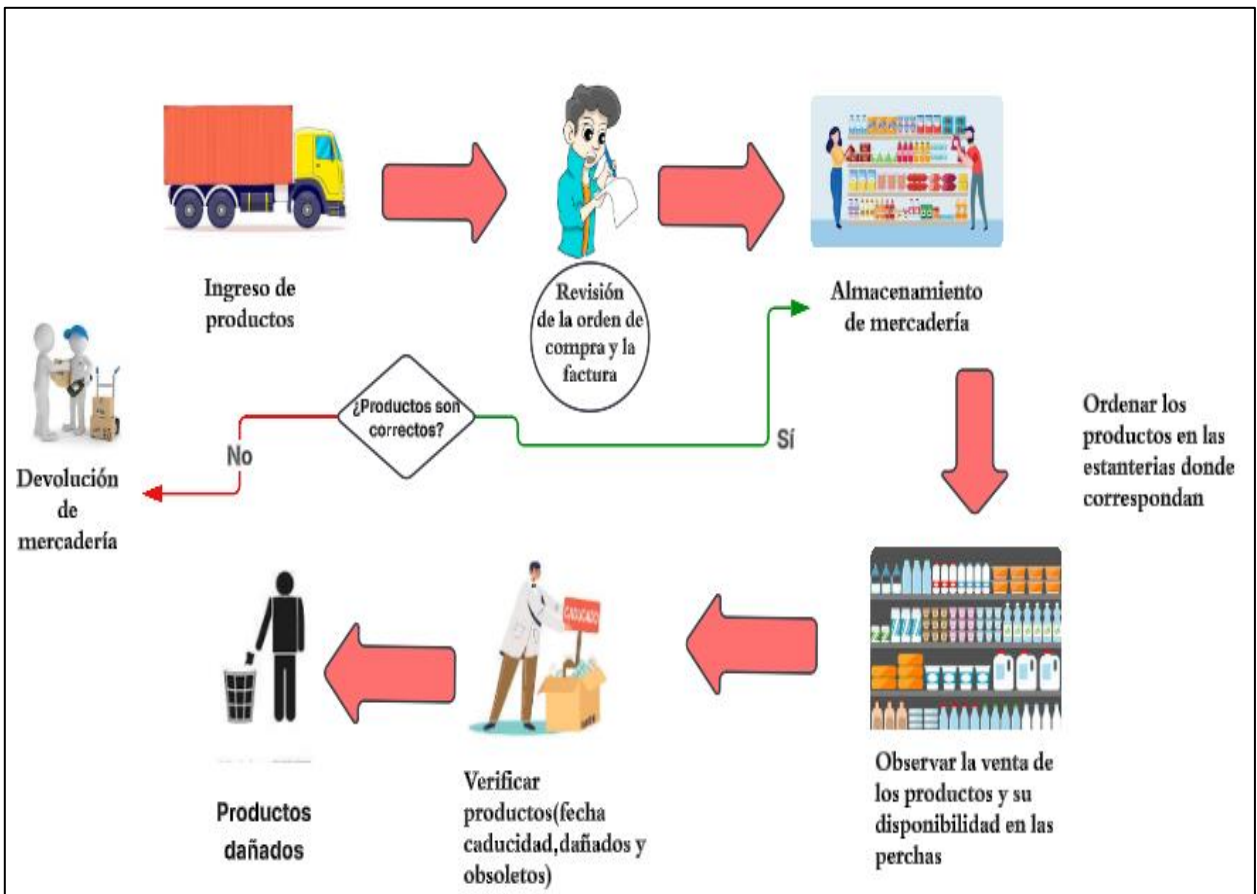 Ingreso de
productos
Revisión
de la orden de
compra y la
factura
Almacenamiento
de mercadería
¿Productos son
correctos?
No
Sí
Devolución
de
mercadería
Ordenar los
productos en las
estanterias donde
correspondan
Observar la venta de
los productos y su
disponibilidad en las
perchas
CADUCADO
Verificar
productos(fecha
caducidad,dañados y
obsoletos)
Productos
dañados